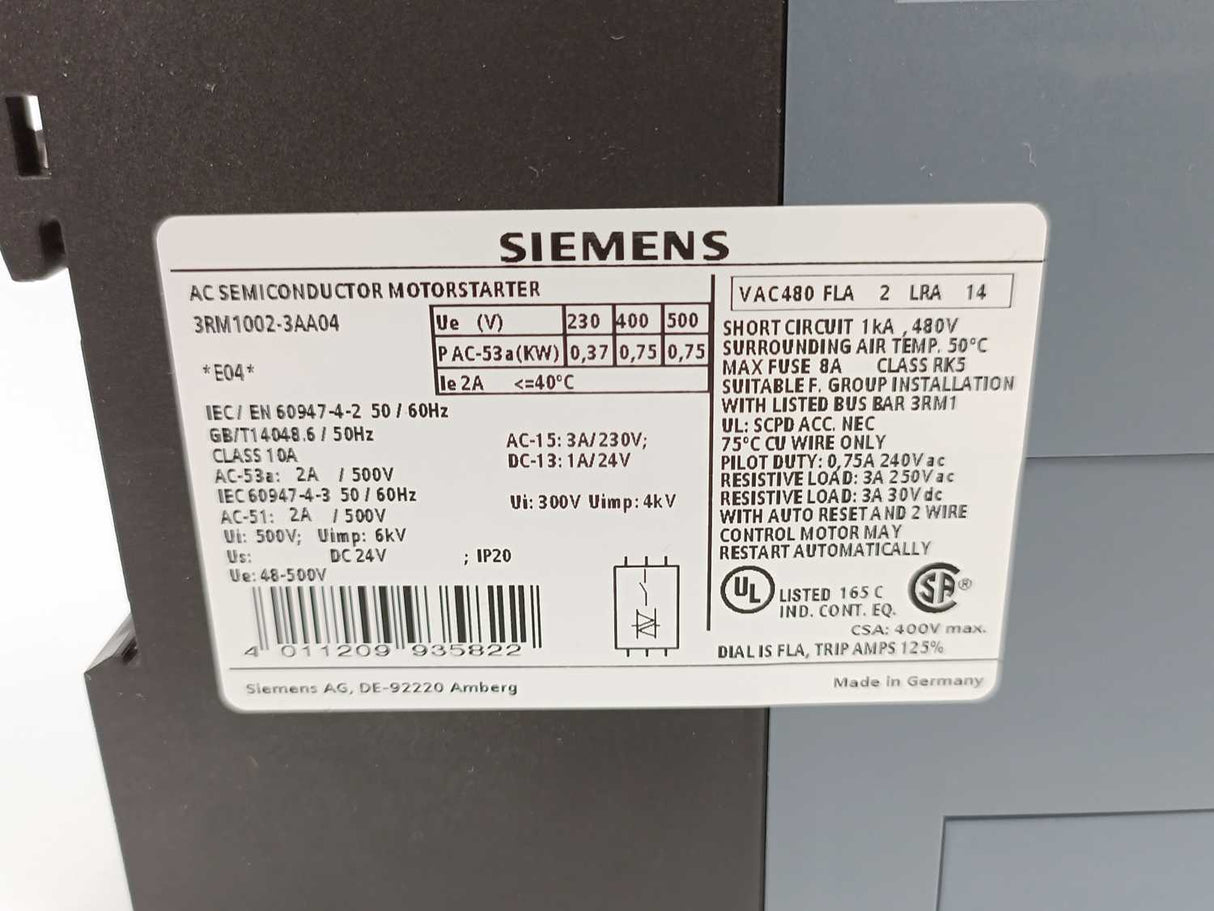 SIEMENS
AC SEMICONDUCTOR MOTORSTARTER
3RM1002-3AA04
*E04*
Ue (V) 230 400 500
P AC-53a(KW) 0,37 0,75 0,75
Ie 2A <=40°C
IEC/ EN 60947-4-2 50 / 60Hz
GB/T14048.6 / 50Hz
CLASS 10A
AC-53a: 2A / 500V
IEC 60947-4-3 50 / 60Hz
AC-51: 2A / 500V
Ui: 500V; Uimp: 6kV
Us: DC 24V ; IP20
Ue: 48-500V
AC-15: 3A/230V;
DC-13: 1A/24V
Ui: 300V Uimp: 4kV
4 011209 935822
VAC480 FLA 2 LRA 14
SHORT CIRCUIT 1kA , 480V
SURROUNDING AIR TEMP. 50°C
MAX FUSE 8A CLASS RK5
SUITABLE F. GROUP INSTALLATION
WITH LISTED BUS BAR 3RM1
UL: SCPD ACC. NEC
75°C CU WIRE ONLY
PILOT DUTY: 0,75A 240Vac
RESISTIVE LOAD: 3A 250Vac
RESISTIVE LOAD: 3A 30Vdc
WITH AUTO RESET AND 2 WIRE
CONTROL MOTOR MAY
RESTART AUTOMATICALLY
UL LISTED 165 C
IND. CONT. EQ.
SA ®
CSA: 400V max.
DIAL IS FLA, TRIP AMPS 125%
Siemens AG, DE-92220 Amberg
Made in Germany